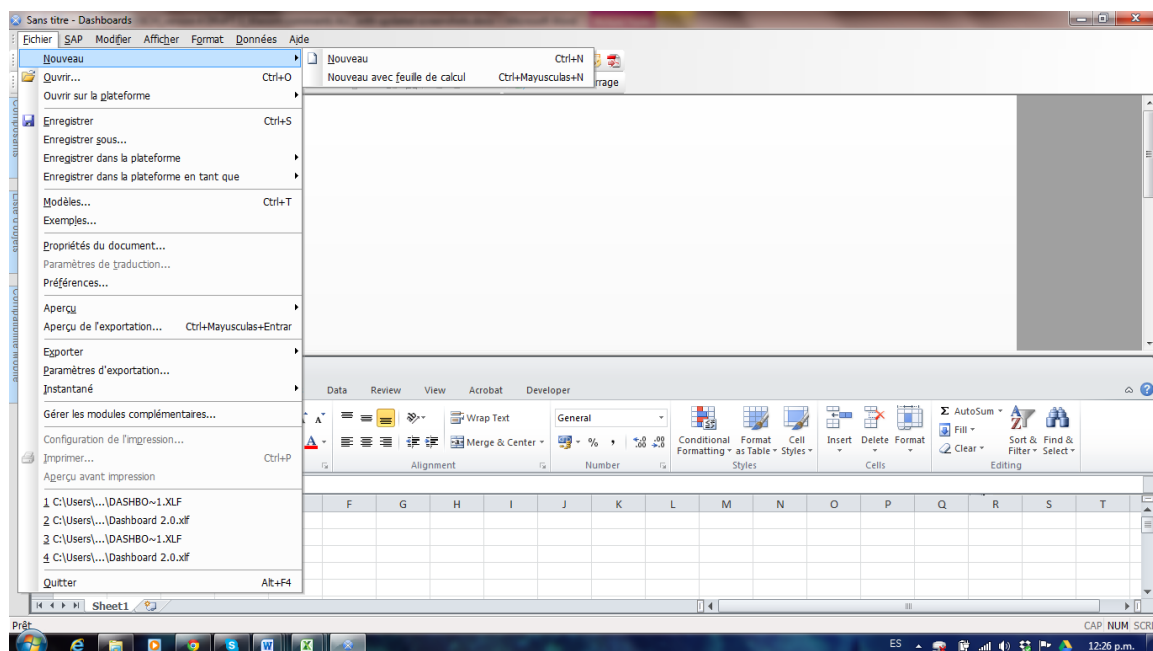 Sans titre - Dashboards
Fichier SAP Modifier Afficher Format Données Aide
Nouveau
Nouveau Ctrl+N
Nouveau avec feuille de calcul Ctrl+Mayusculas+N
rrage
Ouvrir... Ctrl+O
Ouvrir sur la plateforme
Enregistrer Ctrl+S
Enregistrer sous...
Enregistrer dans la plateforme
Enregistrer dans la plateforme en tant que
Modèles... Ctrl+T
Exemples...
Propriétés du document...
Paramètres de traduction...
Préférences...
Aperçu
Aperçu de l'exportation... Ctrl+Mayusculas+Entrar
Exporter
Paramètres d'exportation...
Instantané
Gérer les modules complémentaires...
Configuration de l'impression...
Imprimer... Ctrl+P
Aperçu avant impression
1 C:\Users\...\DASHBO~1.XLF
2 C:\Users\...\Dashboard 2.0.xlf
3 C:\Users\...\DASHBO~1.XLF
4 C:\Users\...\Dashboard 2.0.xlf
Quitter Alt+F4
Composants
Data Review View Acrobat Developer
Wrap Text General AutoSum
Merge & Center Conditional Formatting Format as Table Cell Styles Insert Delete Format Fill Clear Sort & Filter Find & Select
Alignment Number Styles Cells Editing
F G H I J K L M N O P Q R S T
Sheet1
Prêt CAP NUM SCRL
ES 12:26 p.m.